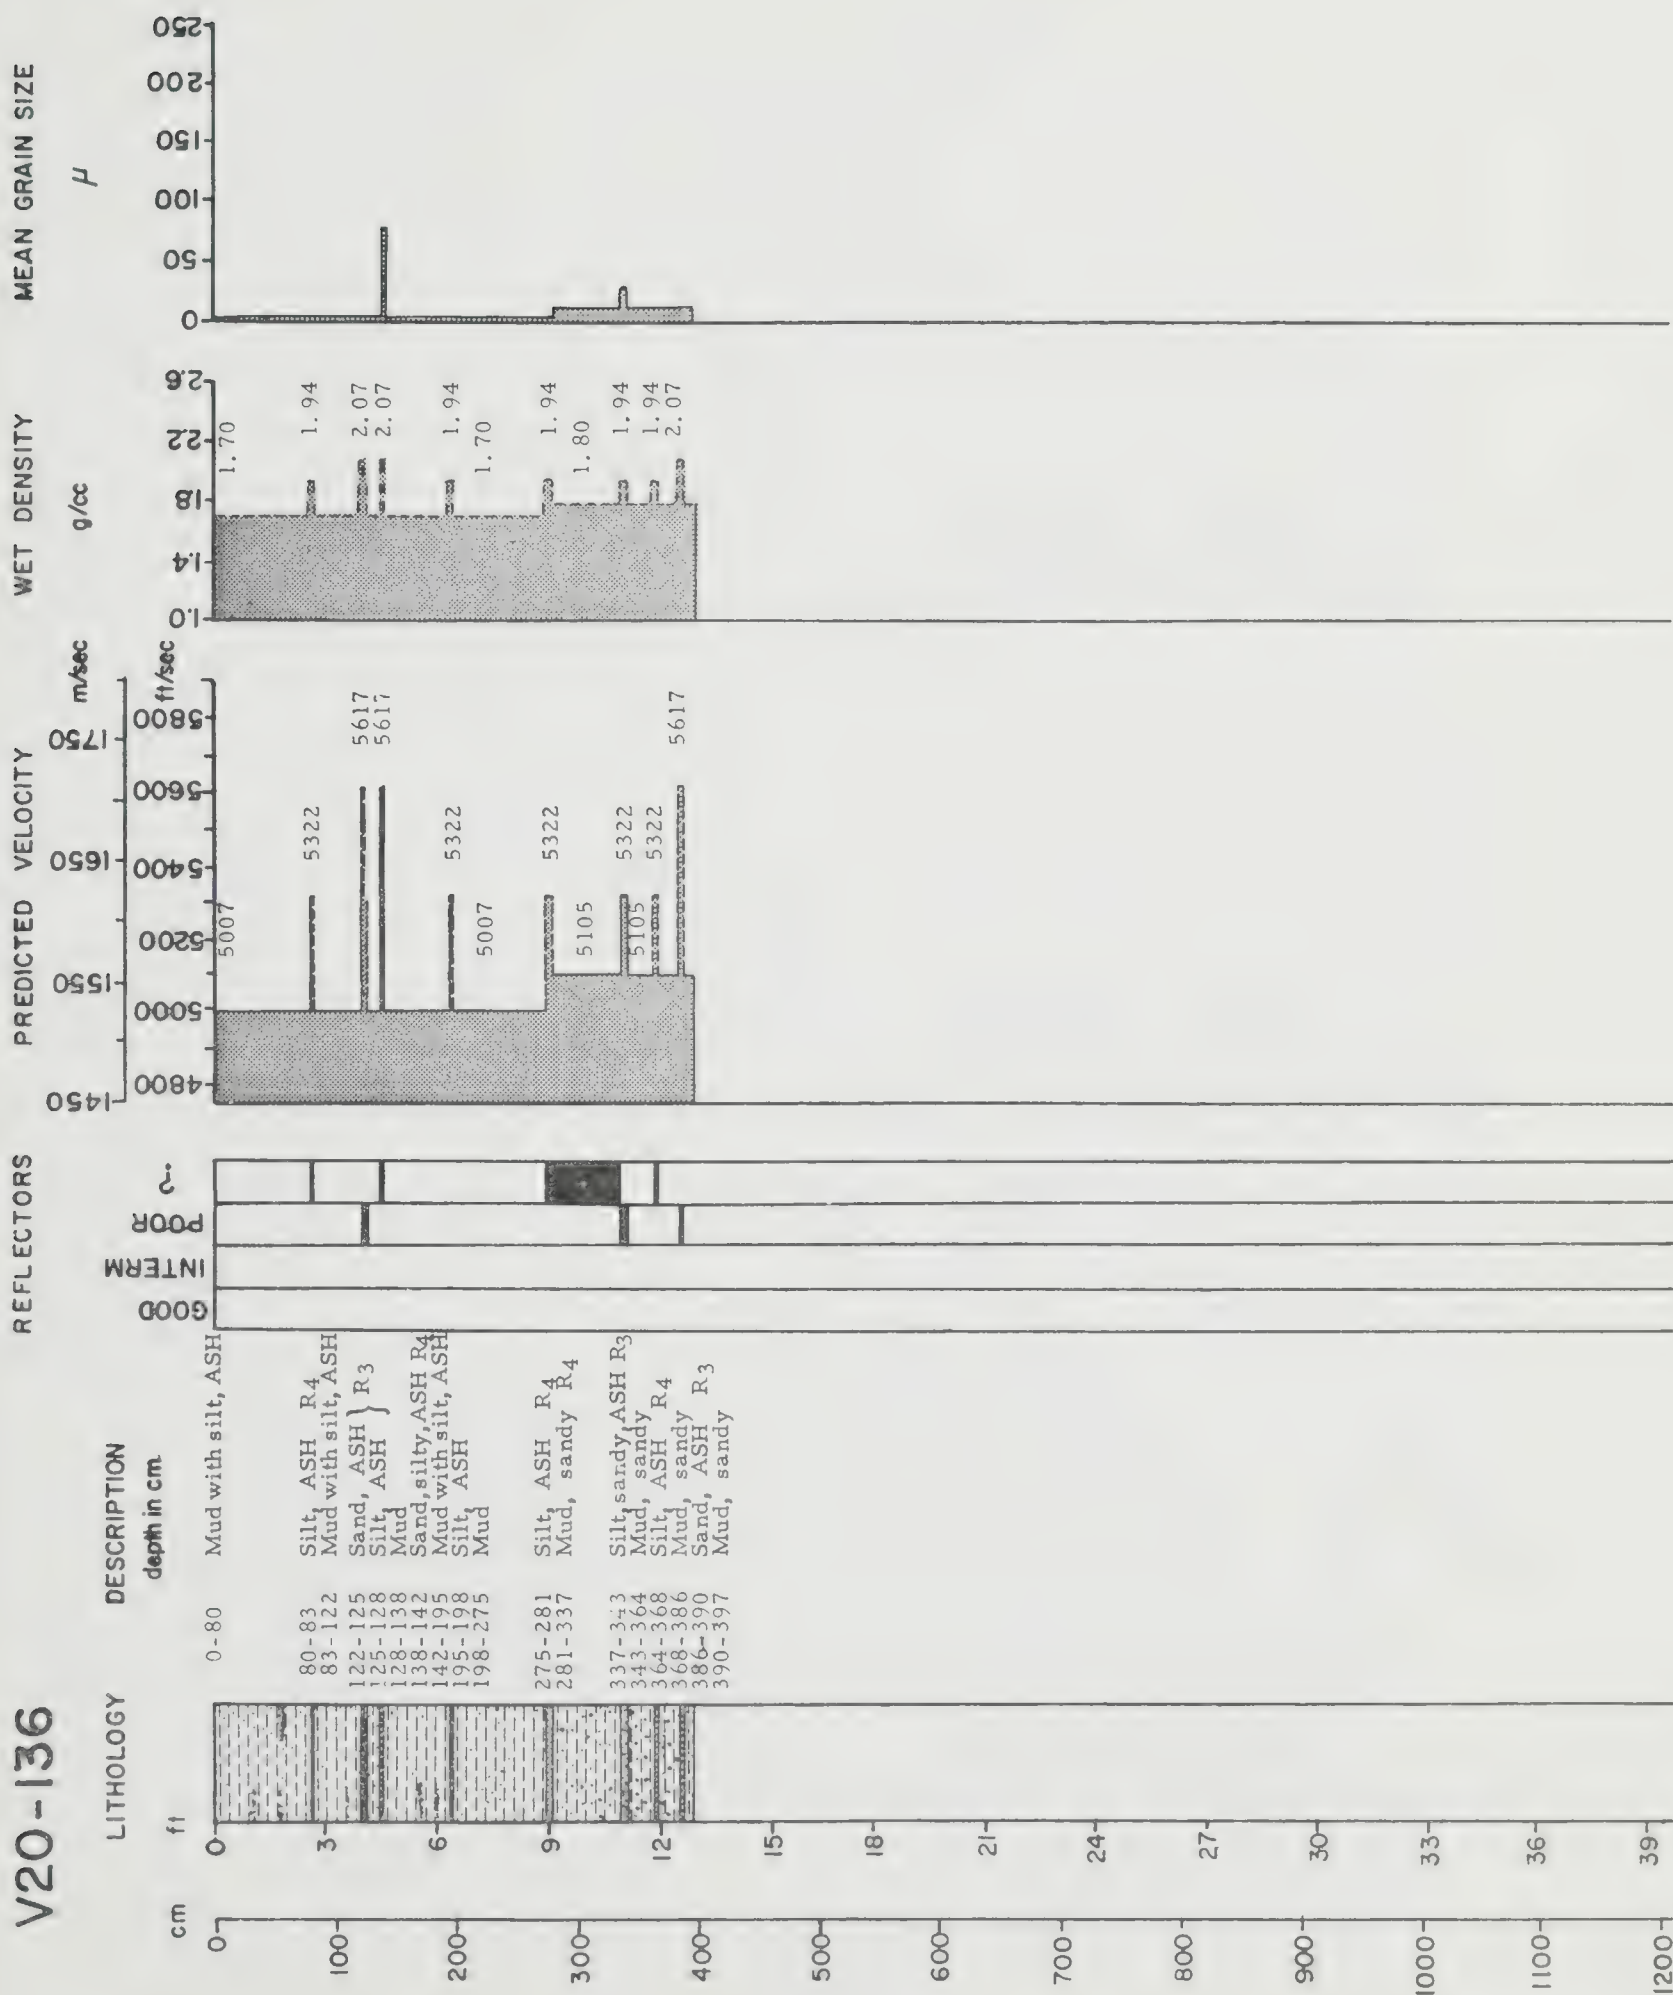 V20-136
LITHOLOGY
DESCRIPTION
depth in cm
REFLECTORS
PREDICTED VELOCITY
WET DENSITY
MEAN GRAIN SIZE
cm
ft
GOOD
INTERM
POOR
?
m/sec
ft/sec
g/cc
μ
0
100
200
300
400
500
600
700
800
900
1000
1100
1200
0
3
6
9
12
15
18
21
24
27
30
33
36
39
0-80 Mud with silt, ASH
80-83 Silt, ASH R4
83-122 Mud with silt, ASH
122-125 Sand, ASH } R3
125-128 Silt, ASH
128-138 Mud
138-142 Sand, silty, ASH R4
142-195 Mud with silt, ASH
195-198 Silt, ASH
198-275 Mud
275-281 Silt, ASH R4
281-337 Mud, sandy R4
337-343 Silt, sandy, ASH R3
343-364 Mud, sandy
364-368 Silt, ASH R4
368-386 Mud, sandy
386-390 Sand, ASH R3
390-397 Mud, sandy
1450
1550
1650
1750
4800
5000
5200
5400
5600
5800
5007
5322
5617
5617
5322
5007
5322
5105
5322
5105
5322
5617
1.0
1.4
1.8
2.2
2.6
1.70
1.94
2.07
2.07
1.94
1.70
1.94
1.80
1.94
1.94
2.07
0
50
100
150
200
250